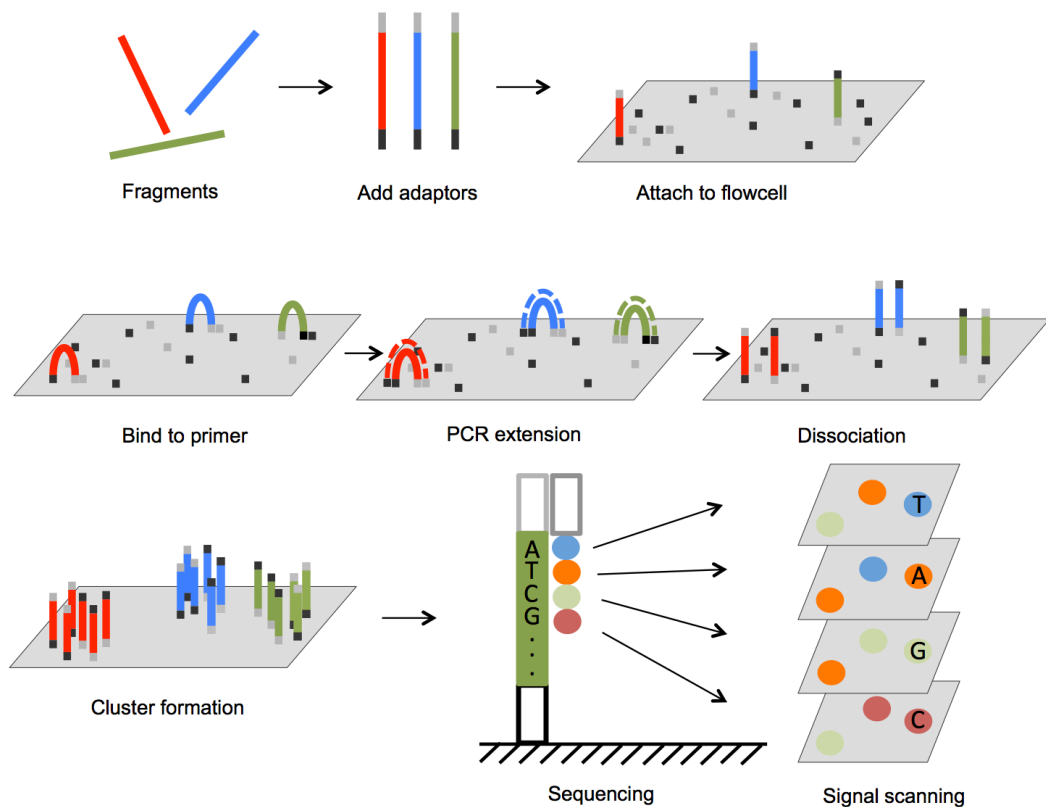 Fragments
Add adaptors
Attach to flowcell
Bind to primer
PCR extension
Dissociation
Cluster formation
A
T
C
G
.
.
.
T
A
G
C
Sequencing
Signal scanning